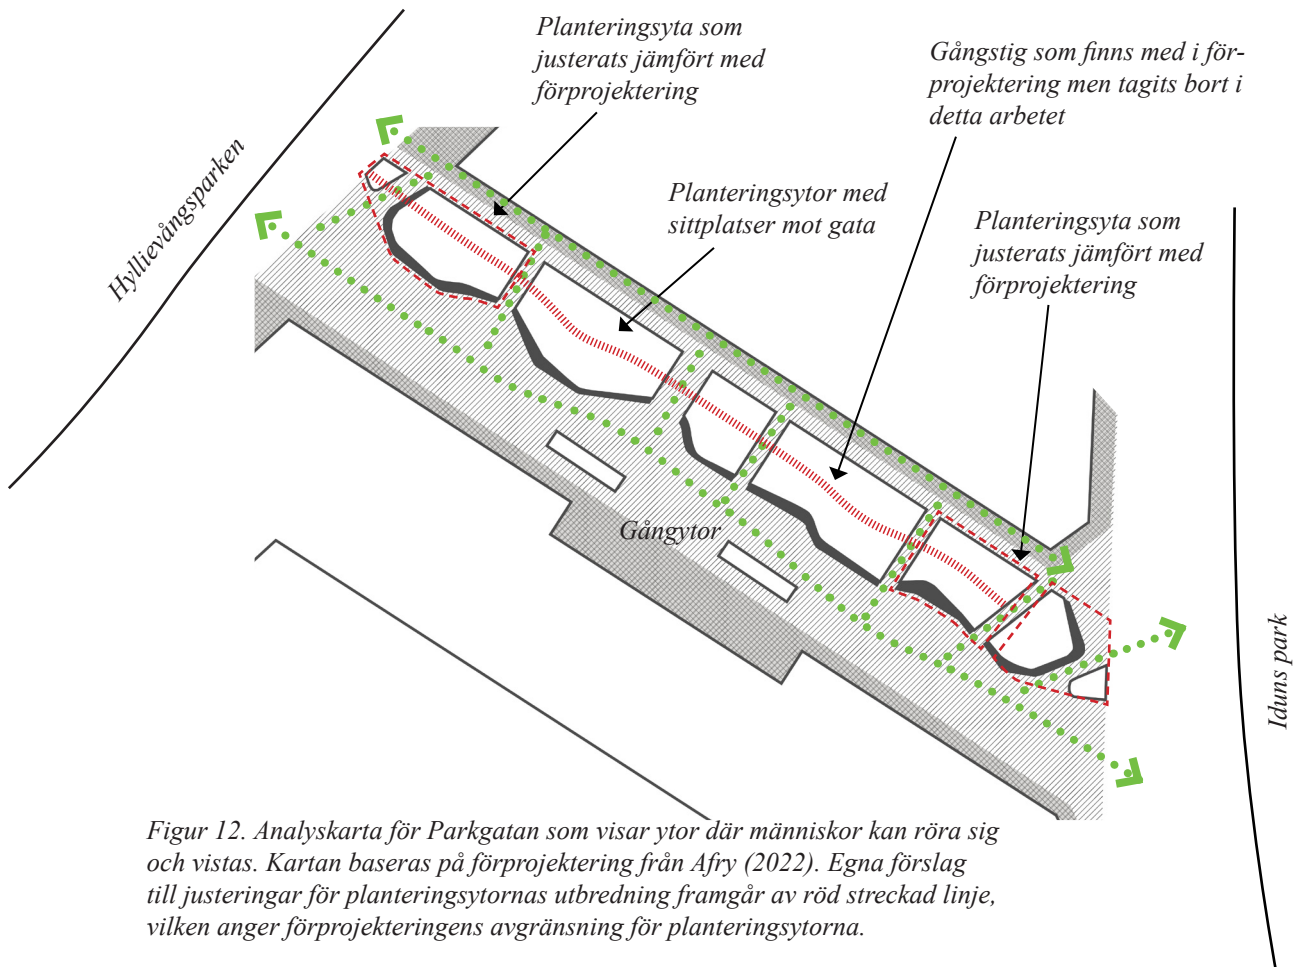 Planteringsyta som
justerats jämfört med
förprojektering
Gångstig som finns med i för-
projektering men tagits bort i
detta arbetet
Hyllievångsparken
Planteringsytor med
sittplatser mot gata
Planteringsyta som
justerats jämfört med
förprojektering
Gångytor
Iduns park
Figur 12. Analyskarta för Parkgatan som visar ytor där människor kan röra sig
och vistas. Kartan baseras på förprojektering från Afry (2022). Egna förslag
till justeringar för planteringsytornas utbredning framgår av röd streckad linje,
vilken anger förprojekteringens avgränsning för planteringsytorna.